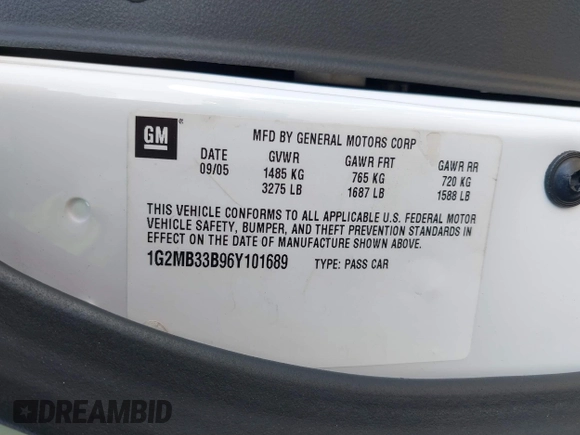 GM
MFD BY GENERAL MOTORS CORP
DATE GVWR GAWR FRT GAWR RR
09/05 1485 KG 765 KG 720 KG
3275 LB 1687 LB 1588 LB
THIS VEHICLE CONFORMS TO ALL APPLICABLE U.S. FEDERAL MOTOR
VEHICLE SAFETY, BUMPER, AND THEFT PREVENTION STANDARDS IN
EFFECT ON THE DATE OF MANUFACTURE SHOWN ABOVE.
1G2MB33B96Y101689 TYPE: PASS CAR
DREAMBID